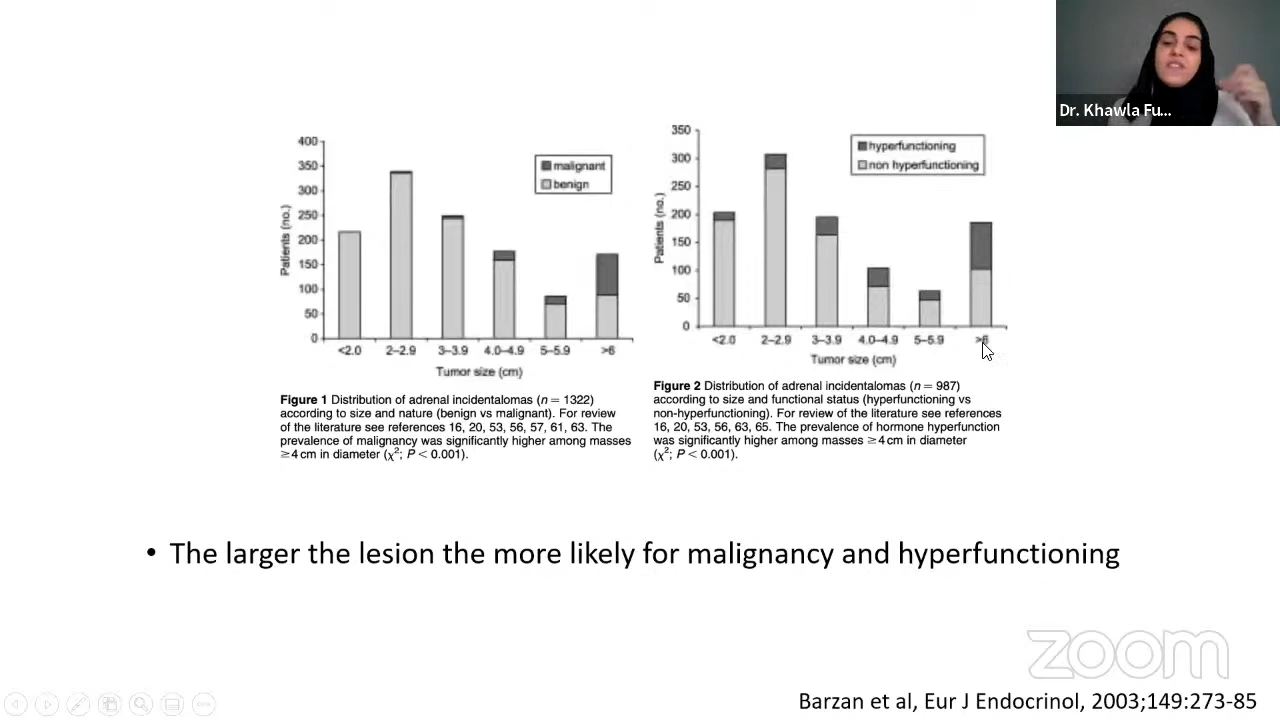 Dr. Khawla Fu...
400
350
300
250
200
150
100
50
0
Patients (no.)
malignant
benign
<2.0
2–2.9
3–3.9
4.0–4.9
5–5.9
>6
Tumor size (cm)
Figure 1 Distribution of adrenal incidentalomas (n = 1322)
according to size and nature (benign vs malignant). For review
of the literature see references 16, 20, 53, 56, 57, 61, 63. The
prevalence of malignancy was significantly higher among masses
≥4 cm in diameter (χ²; P < 0.001).
350
300
250
200
150
100
50
0
Patients (no.)
hyperfunctioning
non hyperfunctioning
<2.0
2–2.9
3–3.9
4.0–4.9
5–5.9
>6
Tumor size (cm)
Figure 2 Distribution of adrenal incidentalomas (n = 987)
according to size and functional status (hyperfunctioning vs
non-hyperfunctioning). For review of the literature see references
16, 20, 53, 56, 63, 65. The prevalence of hormone hyperfunction
was significantly higher among masses ≥4 cm in diameter
(χ²; P < 0.001).
• The larger the lesion the more likely for malignancy and hyperfunctioning
zoom
Barzan et al, Eur J Endocrinol, 2003;149:273-85